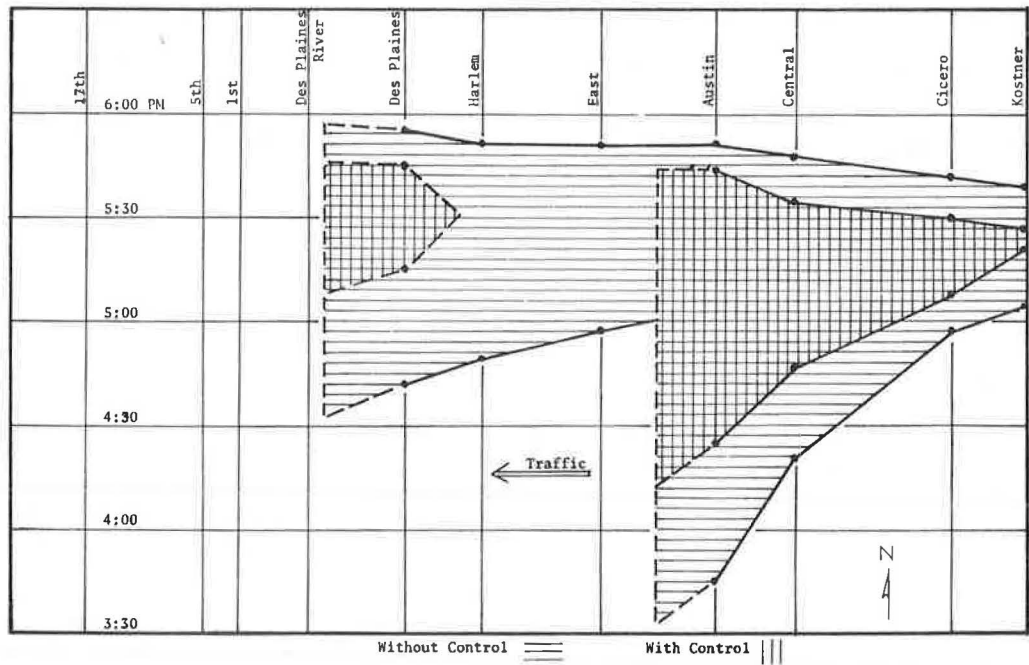 17th
5th
1st
Des Plaines
River
Des Plaines
Harlem
East
Austin
Central
Cicero
Kostner
6:00 PM
5:30
5:00
4:30
4:00
3:30
Traffic
N
Without Control
With Control